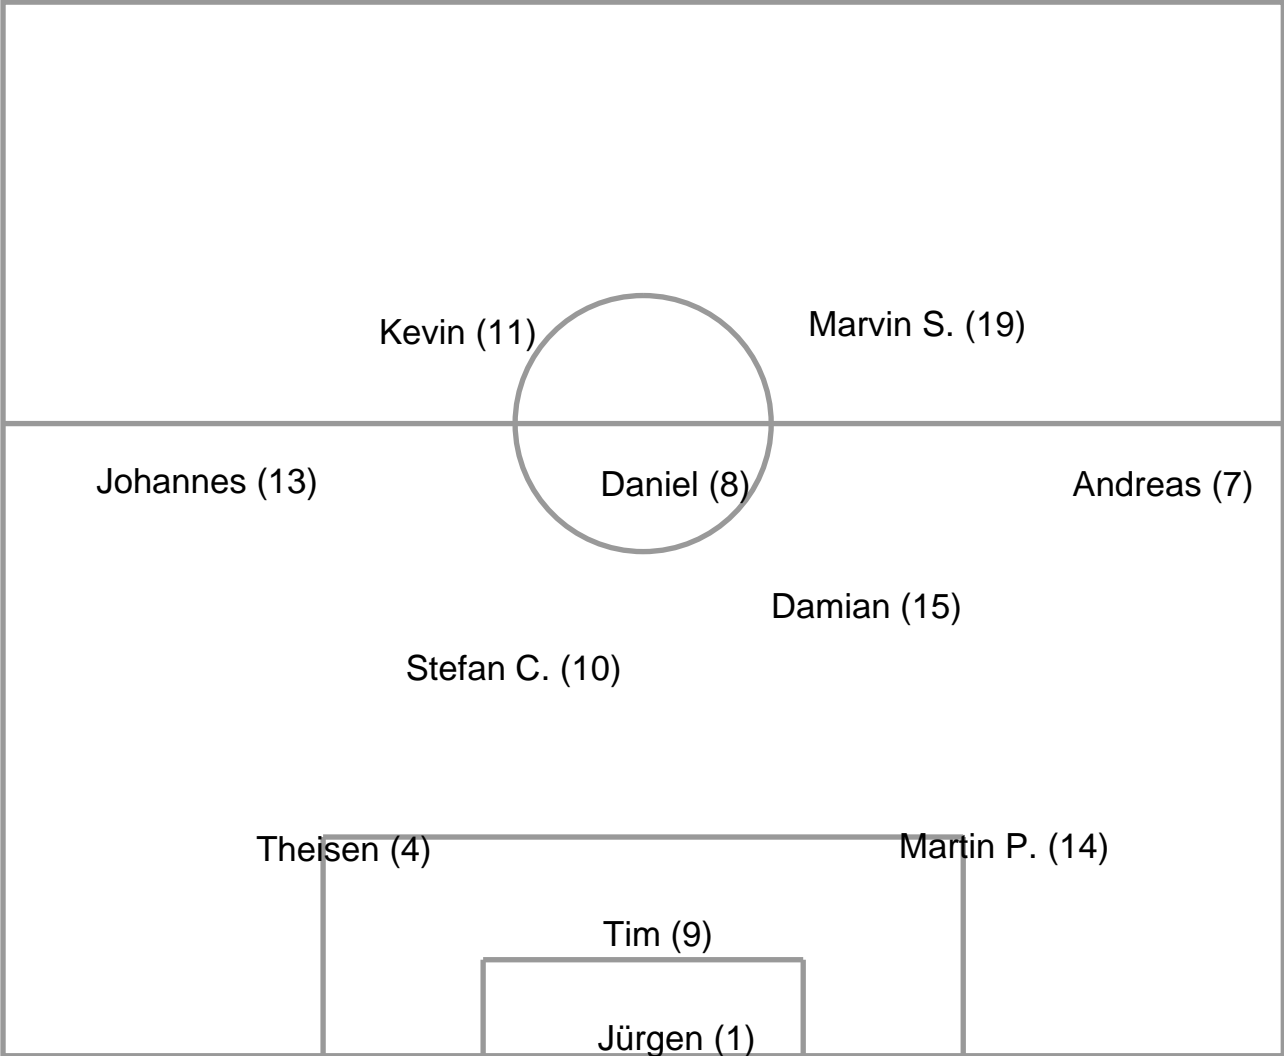 Kevin (11)
Marvin S. (19)
Johannes (13)
Daniel (8)
Andreas (7)
Damian (15)
Stefan C. (10)
Theisen (4)
Martin P. (14)
Tim (9)
Jürgen (1)